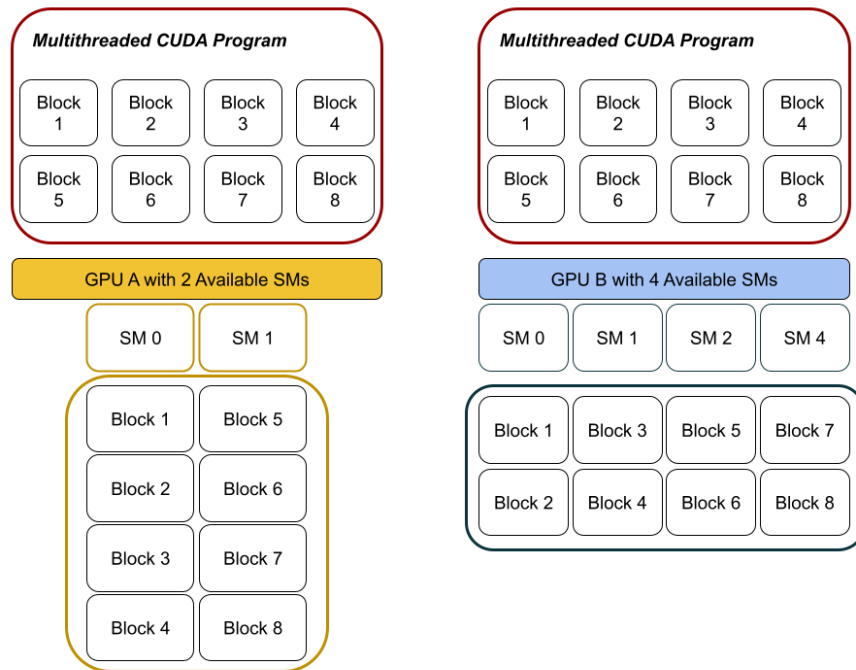 Multithreaded CUDA Program
Block
1
Block
2
Block
3
Block
4
Block
5
Block
6
Block
7
Block
8
GPU A with 2 Available SMs
SM 0
SM 1
Block 1
Block 5
Block 2
Block 6
Block 3
Block 7
Block 4
Block 8
Multithreaded CUDA Program
Block
1
Block
2
Block
3
Block
4
Block
5
Block
6
Block
7
Block
8
GPU B with 4 Available SMs
SM 0
SM 1
SM 2
SM 4
Block 1
Block 3
Block 5
Block 7
Block 2
Block 4
Block 6
Block 8